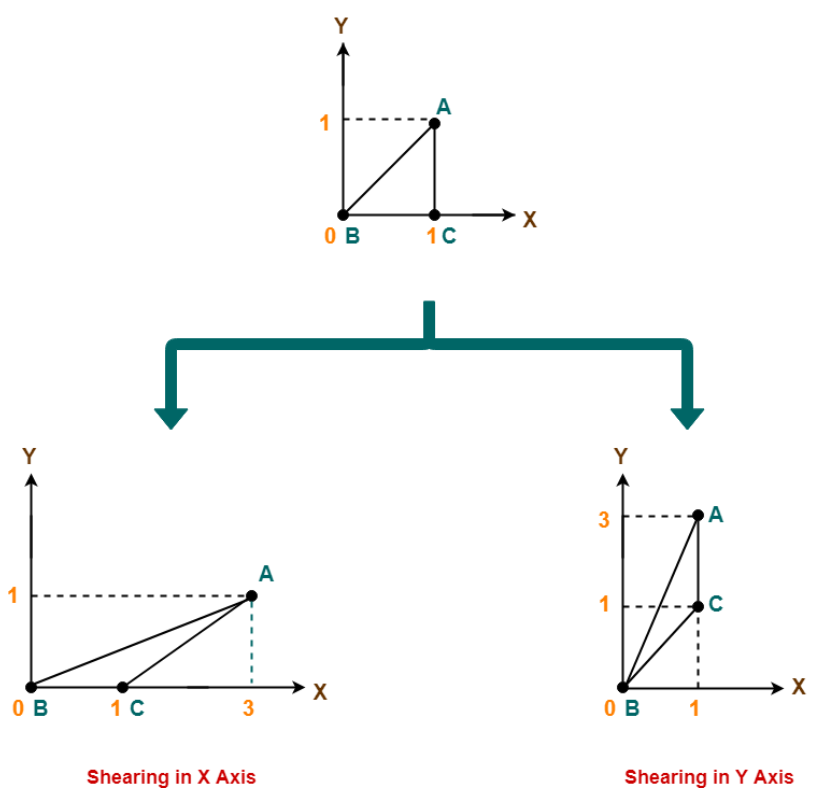 Y
A
1
X
0 B 1 C
Y Y
3 A
A
1 1 C
X X
0 B 1 C 3 0 B 1
Shearing in X Axis Shearing in Y Axis